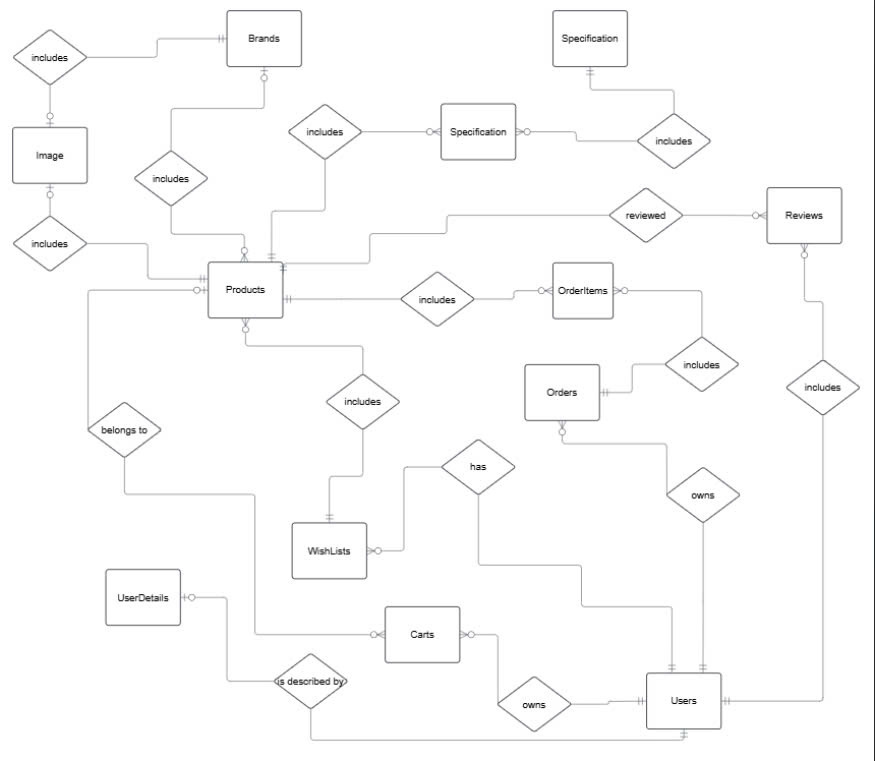 Brands
Specification
includes
includes
Specification
includes
Image
includes
reviewed
Reviews
includes
Products
includes
OrderItems
includes
Orders
includes
includes
belongs to
has
owns
WishLists
UserDetails
Carts
is described by
owns
Users